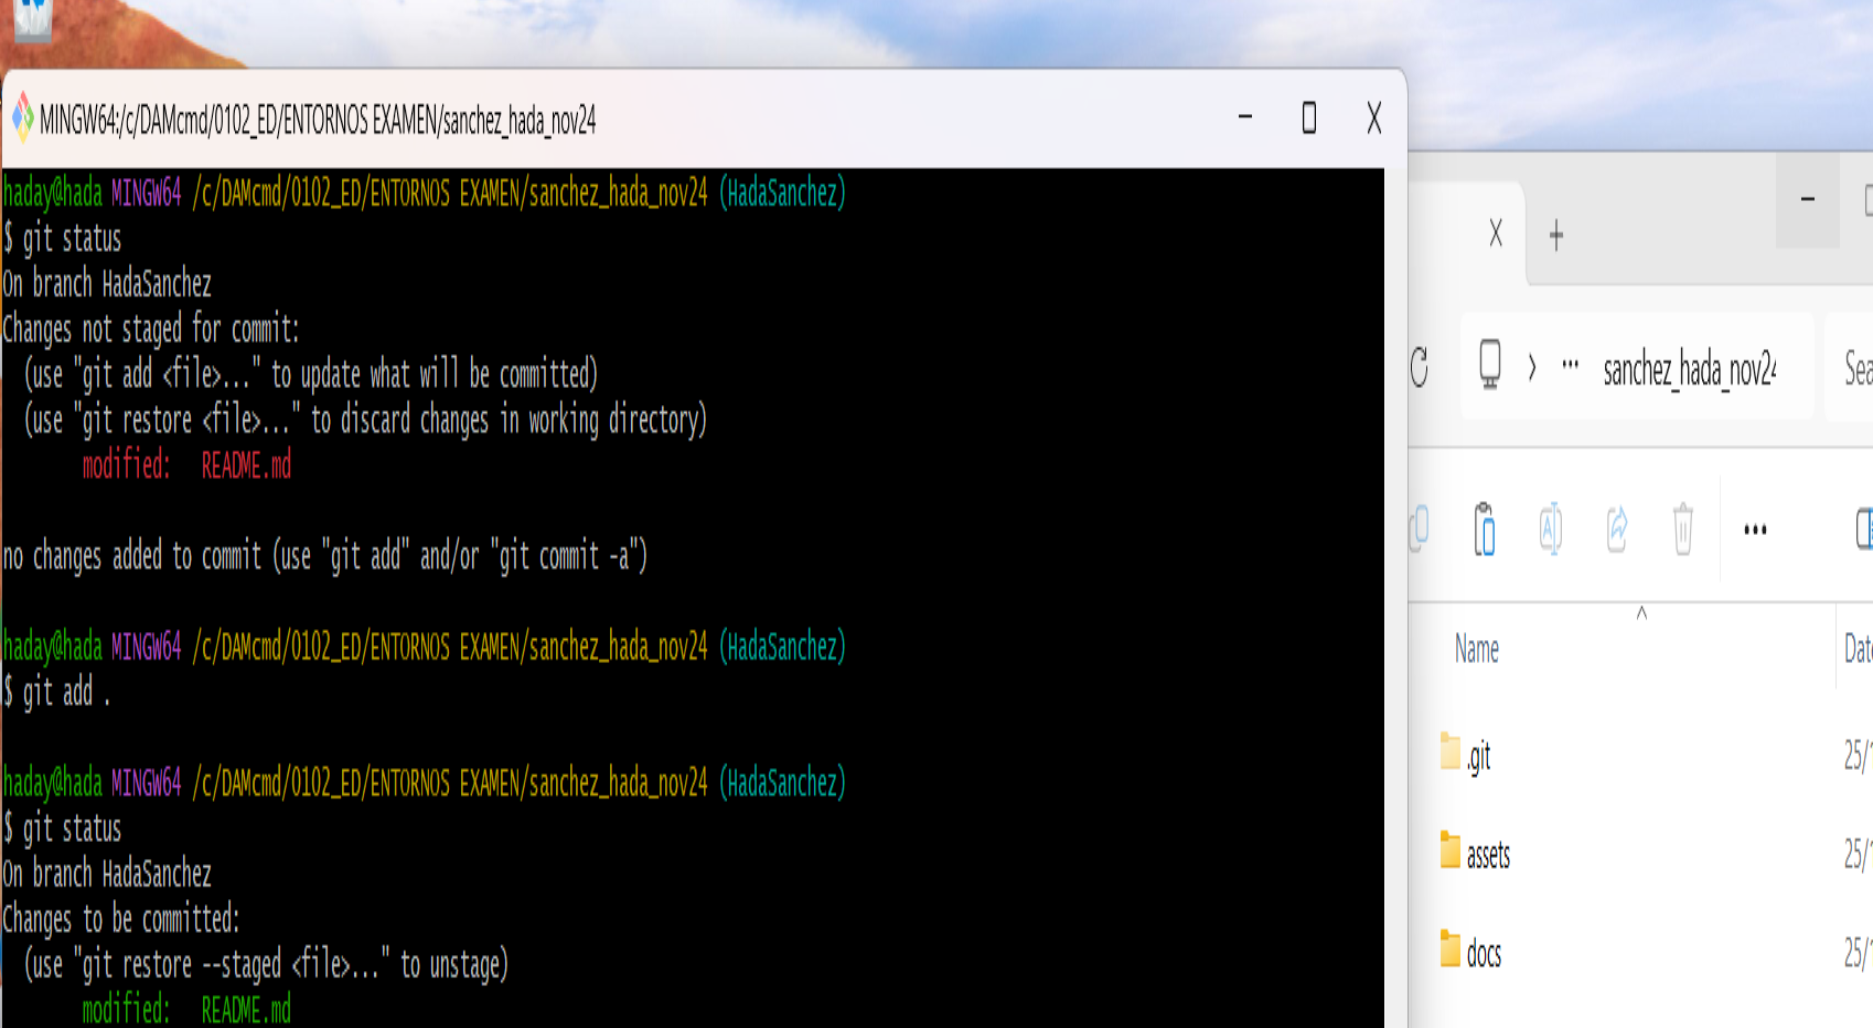 MINGW64:/c/DAMcmd/0102_ED/ENTORNOS EXAMEN/sanchez_hada_nov24
haday@hada MINGW64 /c/DAMcmd/0102_ED/ENTORNOS EXAMEN/sanchez_hada_nov24 (HadaSanchez)
$ git status
On branch HadaSanchez
Changes not staged for commit:
  (use "git add <file>..." to update what will be committed)
  (use "git restore <file>..." to discard changes in working directory)
        modified:   README.md
no changes added to commit (use "git add" and/or "git commit -a")
haday@hada MINGW64 /c/DAMcmd/0102_ED/ENTORNOS EXAMEN/sanchez_hada_nov24 (HadaSanchez)
$ git add .
haday@hada MINGW64 /c/DAMcmd/0102_ED/ENTORNOS EXAMEN/sanchez_hada_nov24 (HadaSanchez)
$ git status
On branch HadaSanchez
Changes to be committed:
  (use "git restore --staged <file>..." to unstage)
        modified:   README.md
sanchez_hada_nov24
Name
.git 25/
assets 25/
docs 25/